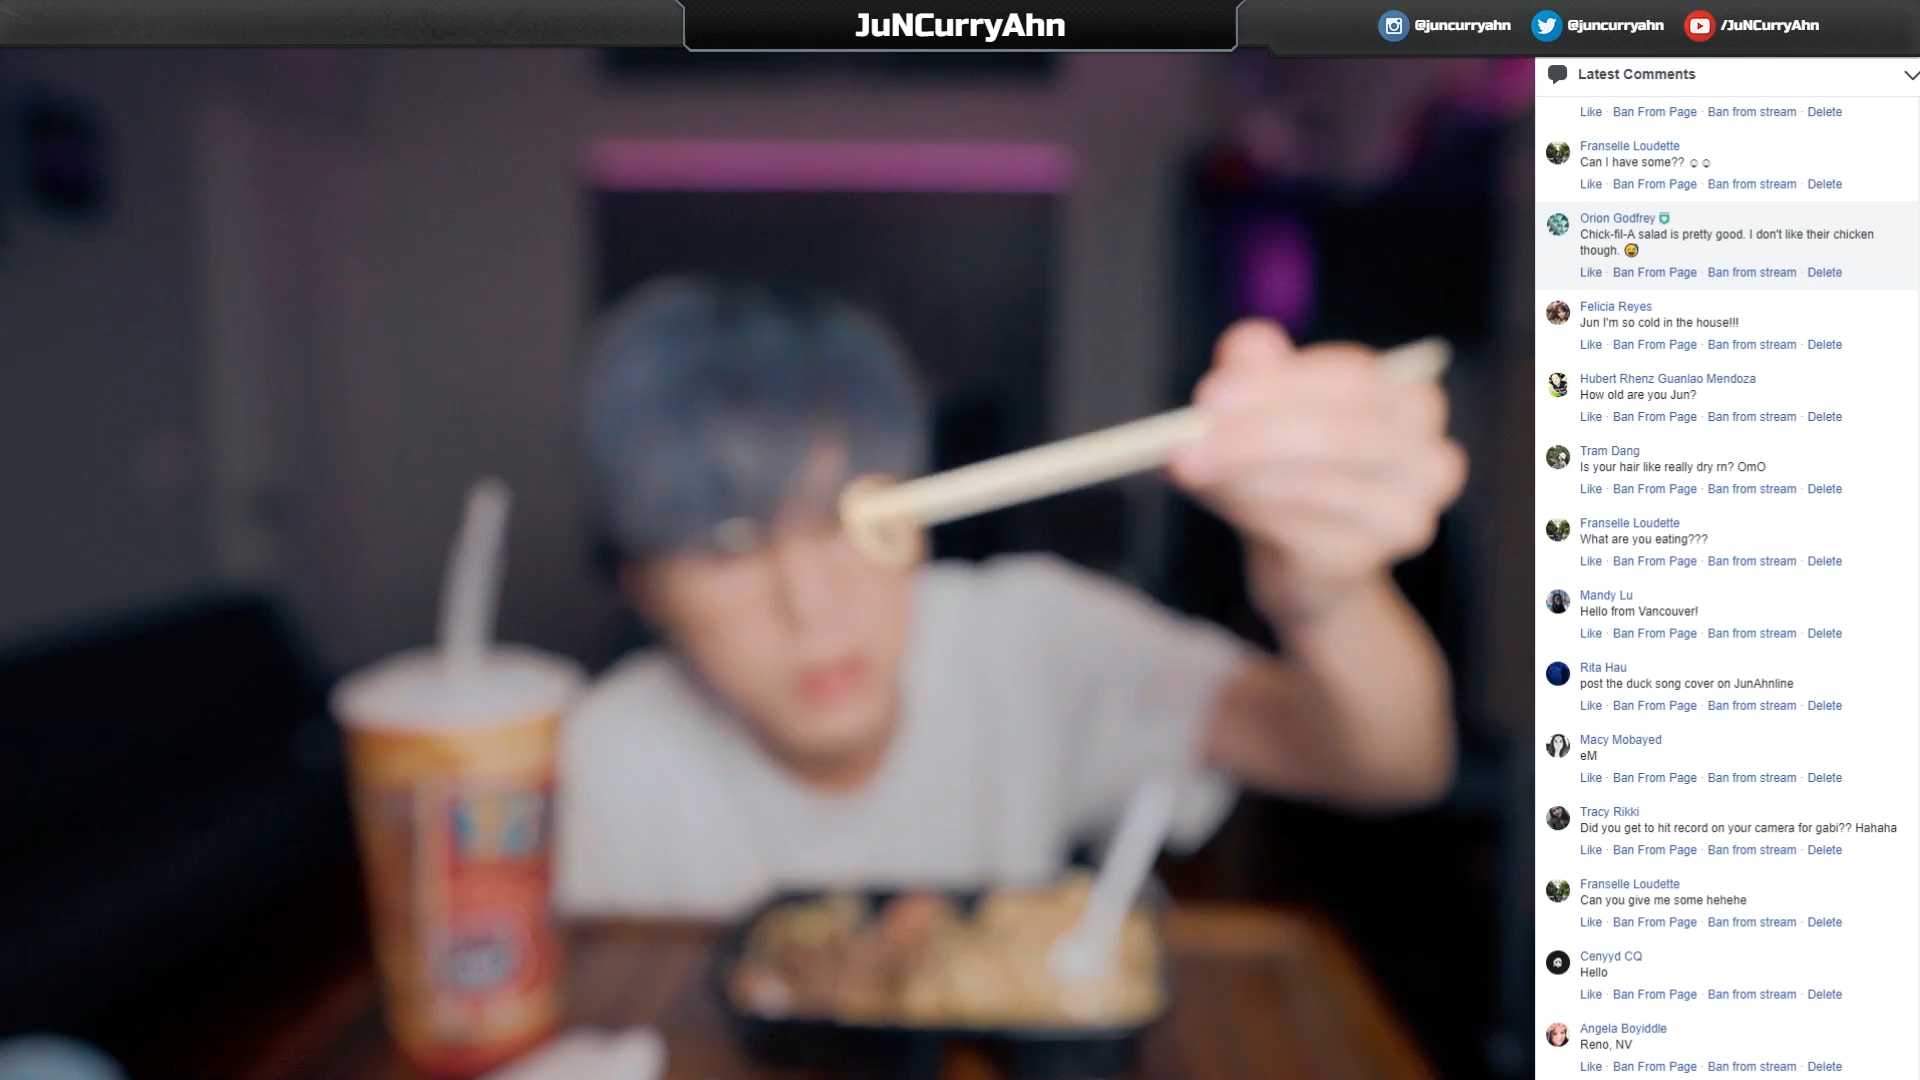 JuNCurryAhn
@juncurryahn @juncurryahn /JuNCurryAhn
Latest Comments
Like · Ban From Page · Ban from stream · Delete
Franselle Loudette
Can I have some?? ☺☺
Like · Ban From Page · Ban from stream · Delete
Orion Godfrey
Chick-fil-A salad is pretty good. I don't like their chicken
though. 😅
Like · Ban From Page · Ban from stream · Delete
Felicia Reyes
Jun I'm so cold in the house!!!
Like · Ban From Page · Ban from stream · Delete
Hubert Rhenz Guanlao Mendoza
How old are you Jun?
Like · Ban From Page · Ban from stream · Delete
Tram Dang
Is your hair like really dry rn? OmO
Like · Ban From Page · Ban from stream · Delete
Franselle Loudette
What are you eating???
Like · Ban From Page · Ban from stream · Delete
Mandy Lu
Hello from Vancouver!
Like · Ban From Page · Ban from stream · Delete
Rita Hau
post the duck song cover on JunAhnline
Like · Ban From Page · Ban from stream · Delete
Macy Mobayed
eM
Like · Ban From Page · Ban from stream · Delete
Tracy Rikki
Did you get to hit record on your camera for gabi?? Hahaha
Like · Ban From Page · Ban from stream · Delete
Franselle Loudette
Can you give me some hehehe
Like · Ban From Page · Ban from stream · Delete
Cenyyd CQ
Hello
Like · Ban From Page · Ban from stream · Delete
Angela Boyiddle
Reno, NV
Like · Ban From Page · Ban from stream · Delete